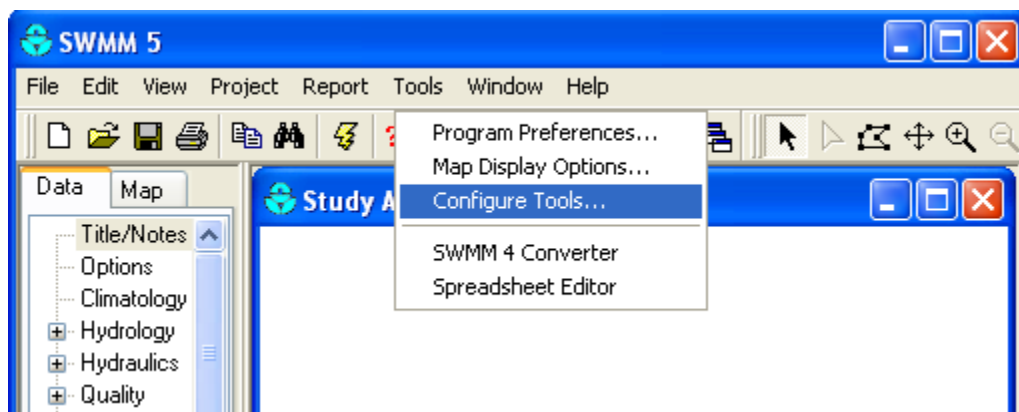 SWMM 5
File Edit View Project Report Tools Window Help
Program Preferences...
Map Display Options...
Configure Tools...
SWMM 4 Converter
Spreadsheet Editor
Data Map
Study A
Title/Notes
Options
Climatology
Hydrology
Hydraulics
Quality